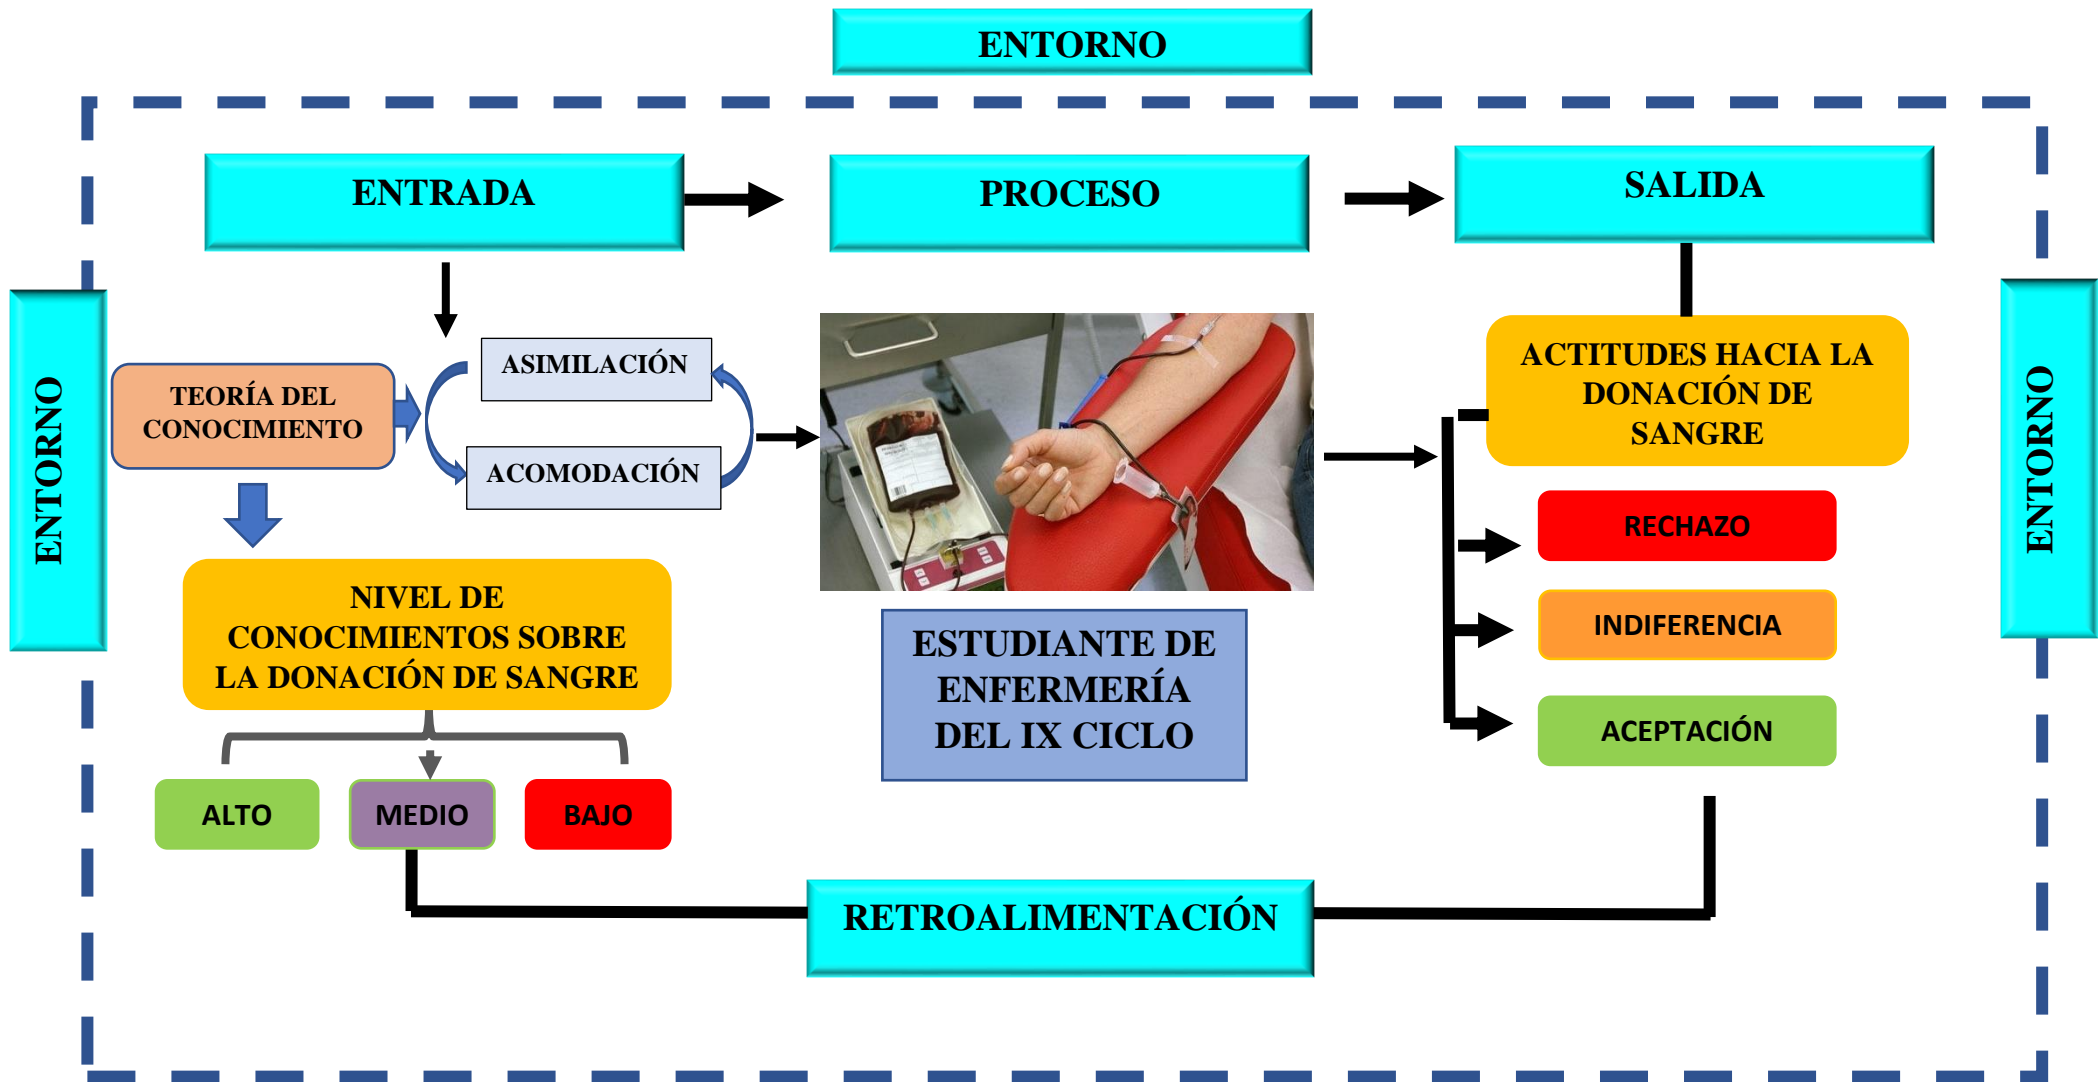 ENTORNO
ENTRADA
PROCESO
SALIDA
ENTORNO
TEORÍA DEL
CONOCIMIENTO
ASIMILACIÓN
ACOMODACIÓN
NIVEL DE
CONOCIMIENTOS SOBRE
LA DONACIÓN DE SANGRE
ALTO
MEDIO
BAJO
ESTUDIANTE DE
ENFERMERÍA
DEL IX CICLO
ACTITUDES HACIA LA
DONACIÓN DE
SANGRE
RECHAZO
INDIFERENCIA
ACEPTACIÓN
ENTORNO
RETROALIMENTACIÓN